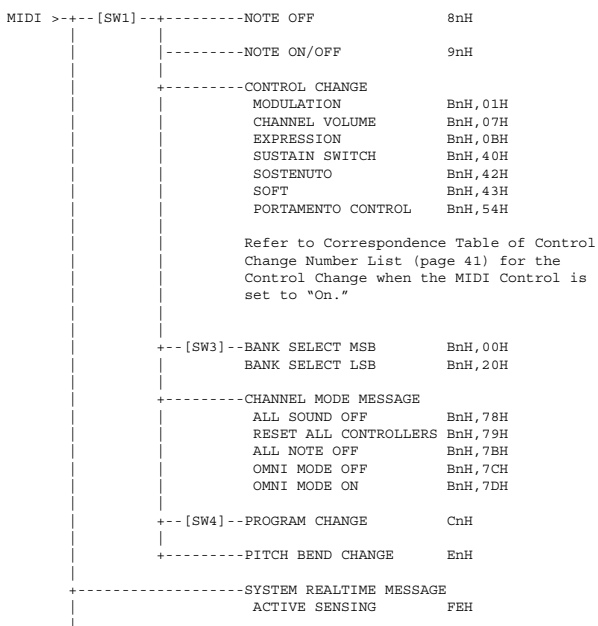 MIDI >-+--[SW1]--+---------NOTE OFF 8nH
|---------NOTE ON/OFF 9nH
+---------CONTROL CHANGE
MODULATION BnH,01H
CHANNEL VOLUME BnH,07H
EXPRESSION BnH,0BH
SUSTAIN SWITCH BnH,40H
SOSTENUTO BnH,42H
SOFT BnH,43H
PORTAMENTO CONTROL BnH,54H
Refer to Correspondence Table of Control
Change Number List (page 41) for the
Control Change when the MIDI Control is
set to “On.”
+--[SW3]--BANK SELECT MSB BnH,00H
BANK SELECT LSB BnH,20H
+---------CHANNEL MODE MESSAGE
ALL SOUND OFF BnH,78H
RESET ALL CONTROLLERS BnH,79H
ALL NOTE OFF BnH,7BH
OMNI MODE OFF BnH,7CH
OMNI MODE ON BnH,7DH
+--[SW4]--PROGRAM CHANGE CnH
+---------PITCH BEND CHANGE EnH
+-------------------SYSTEM REALTIME MESSAGE
ACTIVE SENSING FEH